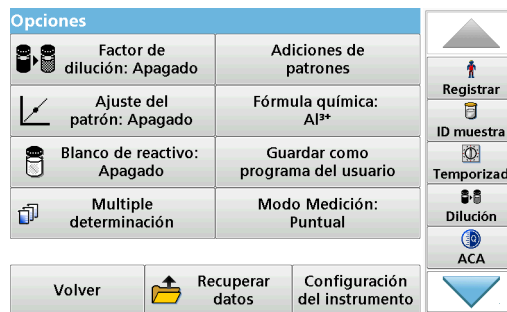 Opciones
Factor de
dilución: Apagado
Adiciones de
patrones
Ajuste del
patrón: Apagado
Fórmula química:
Al³⁺
Blanco de reactivo:
Apagado
Guardar como
programa del usuario
Multiple
determinación
Modo Medición:
Puntual
Volver
Recuperar
datos
Configuración
del instrumento
Registrar
ID muestra
Temporizad
Dilución
ACA